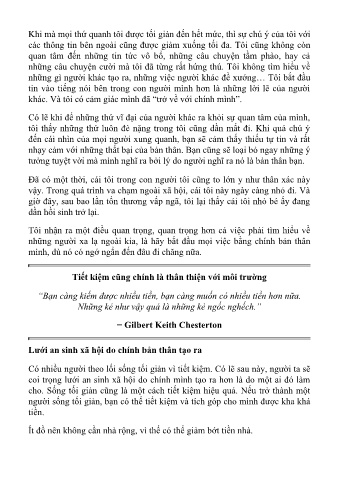 Khi mà mọi thứ quanh tôi được tối giản đến hết mức, thì sự chú ý của tôi với
các thông tin bên ngoài cũng được giảm xuống tối đa. Tôi cũng không còn
quan tâm đến những tin tức vô bổ, những câu chuyện tầm phào, hay cả
những câu chuyện cười mà tôi đã từng rất hứng thú. Tôi không tìm hiểu về
những gì người khác tạo ra, những việc người khác đề xướng… Tôi bắt đầu
tin vào tiếng nói bên trong con người mình hơn là những lời lẽ của người
khác. Và tôi có cảm giác mình đã “trở về với chính mình”.
Có lẽ khi để những thứ vĩ đại của người khác ra khỏi sự quan tâm của mình,
tôi thấy những thứ luôn đè nặng trong tôi cũng dần mất đi. Khi quá chú ý
đến cái nhìn của mọi người xung quanh, bạn sẽ cảm thấy thiếu tự tin và rất
nhạy cảm với những thất bại của bản thân. Bạn cũng sẽ loại bỏ ngay những ý
tưởng tuyệt vời mà mình nghĩ ra bởi lý do người nghĩ ra nó là bản thân bạn.
Đã có một thời, cái tôi trong con người tôi cũng to lớn y như thân xác này
vậy. Trong quá trình va chạm ngoài xã hội, cái tôi này ngày càng nhỏ đi. Và
giờ đây, sau bao lần tổn thương vấp ngã, tôi lại thấy cái tôi nhỏ bé ấy đang
dần hồi sinh trở lại.
Tôi nhận ra một điều quan trọng, quan trọng hơn cả việc phải tìm hiểu về
những người xa lạ ngoài kia, là hãy bắt đầu mọi việc bằng chính bản thân
mình, dù nó có ngớ ngẩn đến đâu đi chăng nữa.
Tiết kiệm cũng chính là thân thiện với môi trường
“Bạn càng kiếm được nhiều tiền, bạn càng muốn có nhiều tiền hơn nữa.
Những kẻ như vậy quả là những kẻ ngốc nghếch.”
− Gilbert Keith Chesterton
Lưới an sinh xã hội do chính bản thân tạo ra
Có nhiều người theo lối sống tối giản vì tiết kiệm. Có lẽ sau này, người ta sẽ
coi trọng lưới an sinh xã hội do chính mình tạo ra hơn là do một ai đó làm
cho. Sống tối giản cũng là một cách tiết kiệm hiệu quả. Nếu trở thành một
người sống tối giản, bạn có thể tiết kiệm và tích góp cho mình được kha khá
tiền.
Ít đồ nên không cần nhà rộng, vì thế có thể giảm bớt tiền nhà.